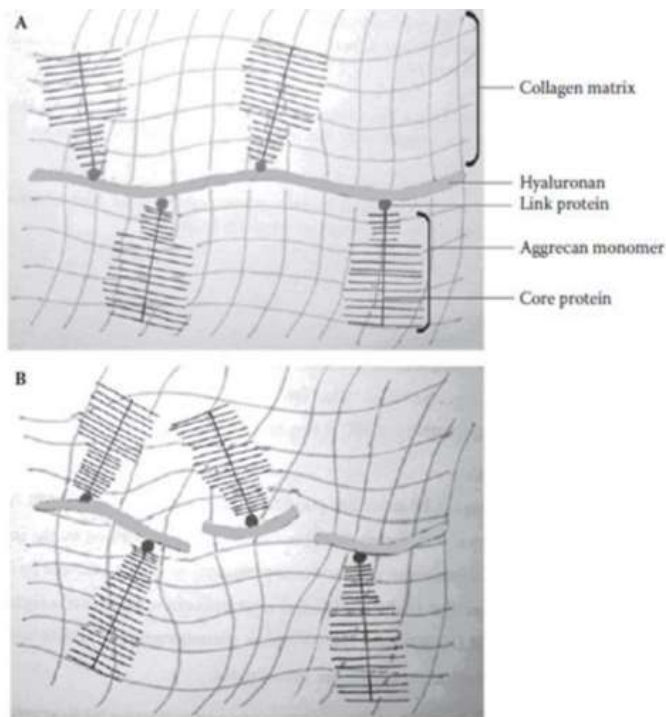 A
Collagen matrix
Hyaluronan
Link protein
Aggrecan monomer
Core protein
B